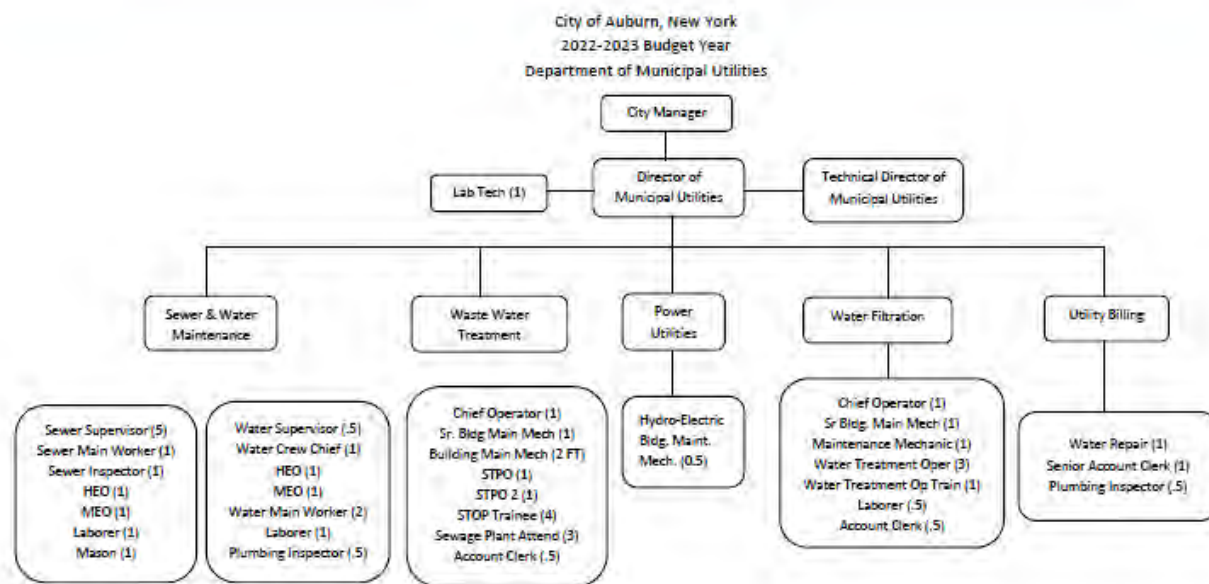 City of Auburn, New York
2022-2023 Budget Year
Department of Municipal Utilities
City Manager
Lab Tech (1)
Director of
Municipal Utilities
Technical Director of
Municipal Utilities
Sewer & Water
Maintenance
Waste Water
Treatment
Power
Utilities
Water Filtration
Utility Billing
Sewer Supervisor (5)
Sewer Main Worker (1)
Sewer Inspector (1)
HEO (1)
MEO (1)
Laborer (1)
Mason (1)
Water Supervisor (.5)
Water Crew Chief (1)
HEO (1)
MEO (1)
Water Main Worker (2)
Laborer (1)
Plumbing Inspector (.5)
Chief Operator (1)
Sr. Bldg Main Mech (1)
Building Main Mech (2 FT)
STPO (1)
STPO 2 (1)
STOP Trainee (4)
Sewage Plant Attend (3)
Account Clerk (.5)
Hydro-Electric
Bldg. Maint.
Mech. (0.5)
Chief Operator (1)
Sr Bldg. Main Mech (1)
Maintenance Mechanic (1)
Water Treatment Oper (3)
Water Treatment Op Train (1)
Laborer (.5)
Account Clerk (.5)
Water Repair (1)
Senior Account Clerk (1)
Plumbing Inspector (.5)